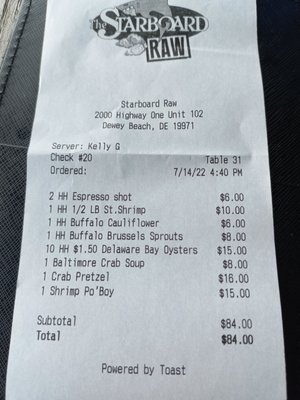 The STARBOARD
RAW
Starboard Raw
2000 Highway One Unit 102
Dewey Beach, DE 19971
Server: Kelly G
Check #20 Table 31
Ordered: 7/14/22 4:40 PM
2 HH Espresso shot $6.00
1 HH 1/2 LB St.Shrimp $10.00
1 HH Buffalo Cauliflower $6.00
1 HH Buffalo Brussels Sprouts $8.00
10 HH $1.50 Delaware Bay Oysters $15.00
1 Baltimore Crab Soup $8.00
1 Crab Pretzel $16.00
1 Shrimp Po'Boy $15.00
Subtotal $84.00
Total $84.00
Powered by Toast